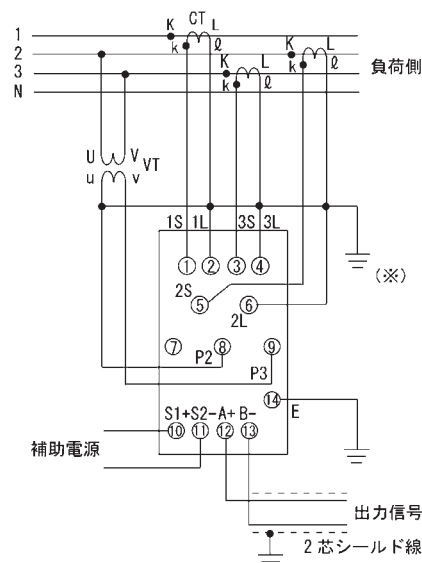 CT
K L
1
k ℓ
K L
2
k ℓ
K L
3
k ℓ
負荷側
N
U V
VT
u v
1S 1L 3S 3L
① ② ③ ④
(※)
2S
⑤ ⑥
2L
⑦ ⑧ ⑨
P2
P3
⑭
E
S1+S2-A+ B-
⑩ ⑪ ⑫ ⑬
補助電源
出力信号
2芯シールド線